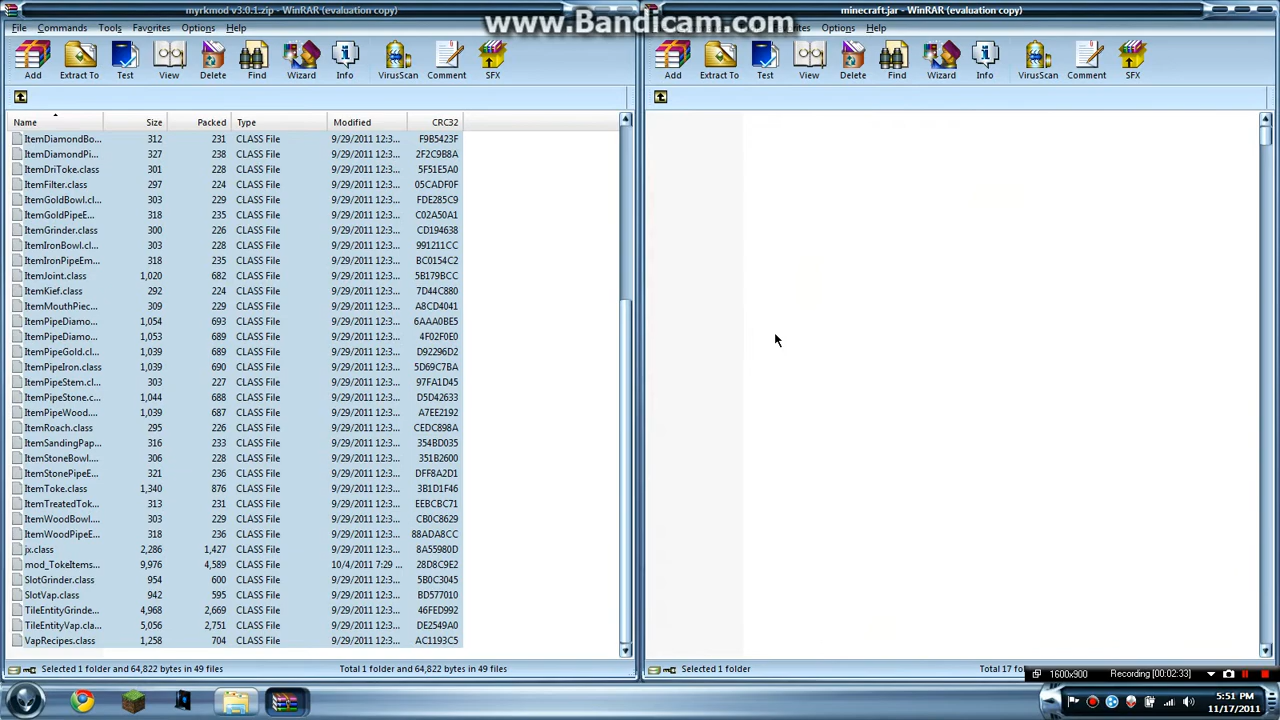 myrkmod v3.0.1.zip - WinRAR (evaluation copy)
minecraft.jar - WinRAR (evaluation copy)
www.Bandicam.com
File Commands Tools Favorites Options Help
Options Help
Add Extract To Test View Delete Find Wizard Info VirusScan Comment SFX
Add Extract To Test View Delete Find Wizard Info VirusScan Comment SFX
Name Size Packed Type Modified CRC32
ItemDiamondBo... 312 231 CLASS File 9/29/2011 12:3... F9B5423F
ItemDiamondPi... 327 238 CLASS File 9/29/2011 12:3... 2F2C9B8A
ItemDriToke.class 301 228 CLASS File 9/29/2011 12:3... 5F51E5A0
ItemFilter.class 297 224 CLASS File 9/29/2011 12:3... 05CADF0F
ItemGoldBowl.cl... 303 229 CLASS File 9/29/2011 12:3... FDE285C9
ItemGoldPipeE... 318 235 CLASS File 9/29/2011 12:3... C02A50A1
ItemGrinder.class 300 226 CLASS File 9/29/2011 12:3... CD194638
ItemIronBowl.cl... 303 228 CLASS File 9/29/2011 12:3... 991211CC
ItemIronPipeEm... 318 235 CLASS File 9/29/2011 12:3... BC0154C2
ItemJoint.class 1,020 682 CLASS File 9/29/2011 12:3... 5B179BCC
ItemKief.class 292 224 CLASS File 9/29/2011 12:3... 7D44C880
ItemMouthPiec... 309 229 CLASS File 9/29/2011 12:3... A8CD4041
ItemPipeDiamo... 1,054 693 CLASS File 9/29/2011 12:3... 6AAA0BE5
ItemPipeDiamo... 1,053 689 CLASS File 9/29/2011 12:3... 4F02F0E0
ItemPipeGold.cl... 1,039 689 CLASS File 9/29/2011 12:3... D92296D2
ItemPipeIron.class 1,039 690 CLASS File 9/29/2011 12:3... 5D69C7BA
ItemPipeStem.cl... 303 227 CLASS File 9/29/2011 12:3... 97FA1D45
ItemPipeStone.c... 1,044 688 CLASS File 9/29/2011 12:3... D5D42633
ItemPipeWood.... 1,039 687 CLASS File 9/29/2011 12:3... A7EE2192
ItemRoach.class 295 226 CLASS File 9/29/2011 12:3... CEDC898A
ItemSandingPap... 316 233 CLASS File 9/29/2011 12:3... 354BD035
ItemStoneBowl.... 306 228 CLASS File 9/29/2011 12:3... 351B2600
ItemStonePipeE... 321 236 CLASS File 9/29/2011 12:3... DFF8A2D1
ItemToke.class 1,340 876 CLASS File 9/29/2011 12:3... 3B1D1F46
ItemTreatedTok... 313 231 CLASS File 9/29/2011 12:3... EEBCBC71
ItemWoodBowl.... 303 229 CLASS File 9/29/2011 12:3... CB0C8629
ItemWoodPipeE... 318 236 CLASS File 9/29/2011 12:3... 88ADA8CC
jx.class 2,286 1,427 CLASS File 9/29/2011 12:3... 8A55980D
mod_TokeItems... 9,976 4,589 CLASS File 10/4/2011 7:29 ... 28D8C9E2
SlotGrinder.class 954 600 CLASS File 9/29/2011 12:3... 5B0C3045
SlotVap.class 942 595 CLASS File 9/29/2011 12:3... BD577010
TileEntityGrinde... 4,968 2,669 CLASS File 9/29/2011 12:3... 46FED992
TileEntityVap.cla... 5,056 2,751 CLASS File 9/29/2011 12:3... DE2549A0
VapRecipes.class 1,258 704 CLASS File 9/29/2011 12:3... AC1193C5
Selected 1 folder and 64,822 bytes in 49 files Total 1 folder and 64,822 bytes in 49 files
Selected 1 folder Total 17 fo
1600x900 Recording [00:02:33]
5:51 PM
11/17/2011